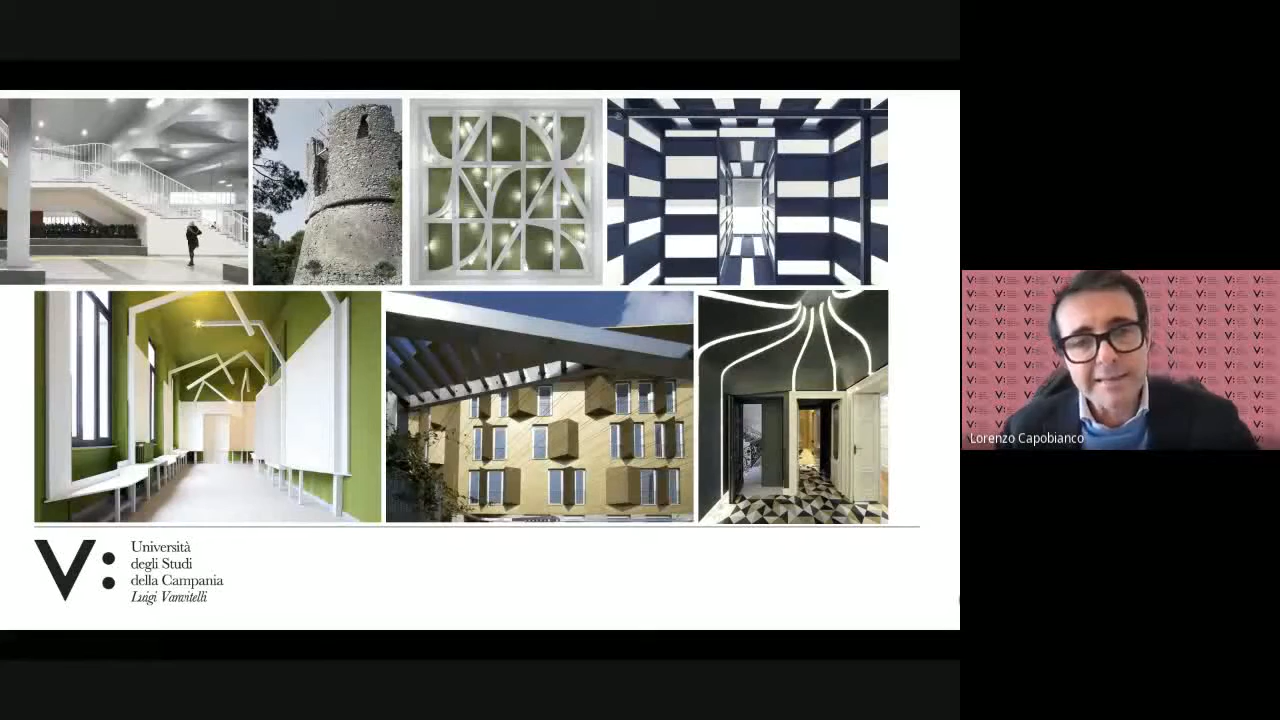 V:
Università
degli Studi
della Campania
Luigi Vanvitelli
Lorenzo Capobianco